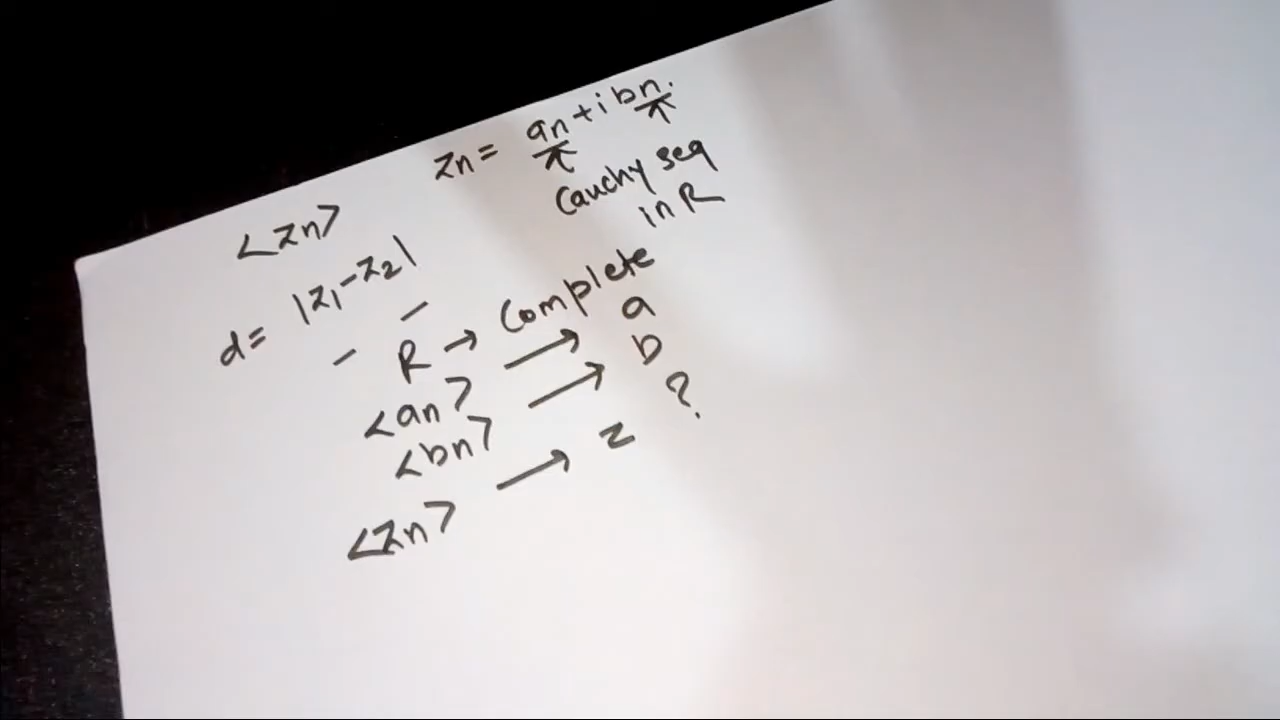 zn = an + i bn.
Cauchy seq
in R
<zn>
d = |z1 - z2|
R → Complete
<an> → a
<bn> → b
<zn> → z ?